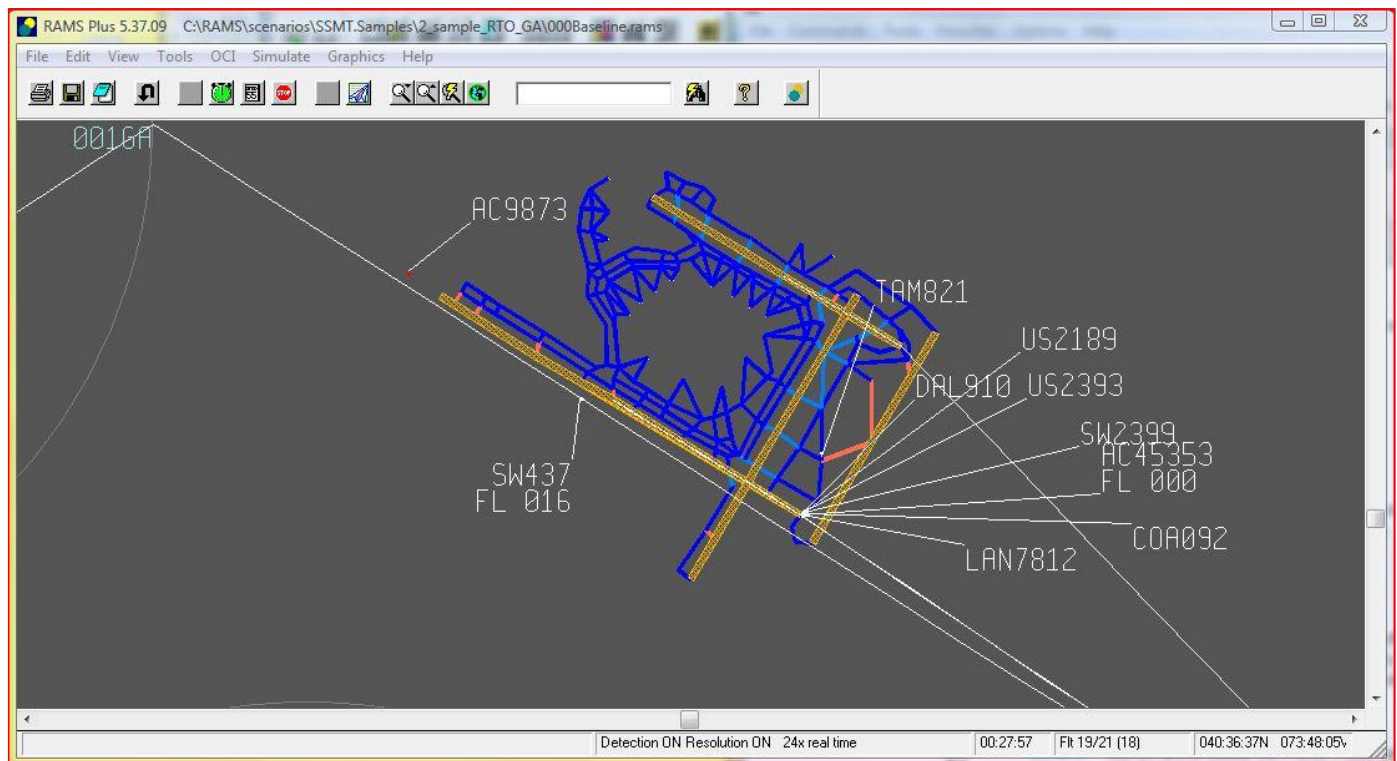 RAMS Plus 5.37.09 C:\RAMS\scenarios\SSMT.Samples\2_sample_RTO_GA\000Baseline.rams
File Edit View Tools OCI Simulate Graphics Help
STOP
001GA
AC9873
TAM821
US2189
DAL910 US2393
SW2399
AC45353
FL 000
SW437
FL 016
COA092
LAN7812
Detection ON Resolution ON 24x real time 00:27:57 Flt 19/21 (18) 040:36:37N 073:48:05